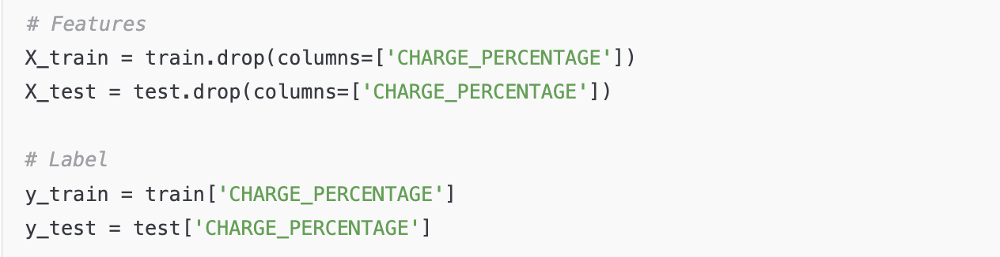 # Features
X_train = train.drop(columns=['CHARGE_PERCENTAGE'])
X_test = test.drop(columns=['CHARGE_PERCENTAGE'])
# Label
y_train = train['CHARGE_PERCENTAGE']
y_test = test['CHARGE_PERCENTAGE']